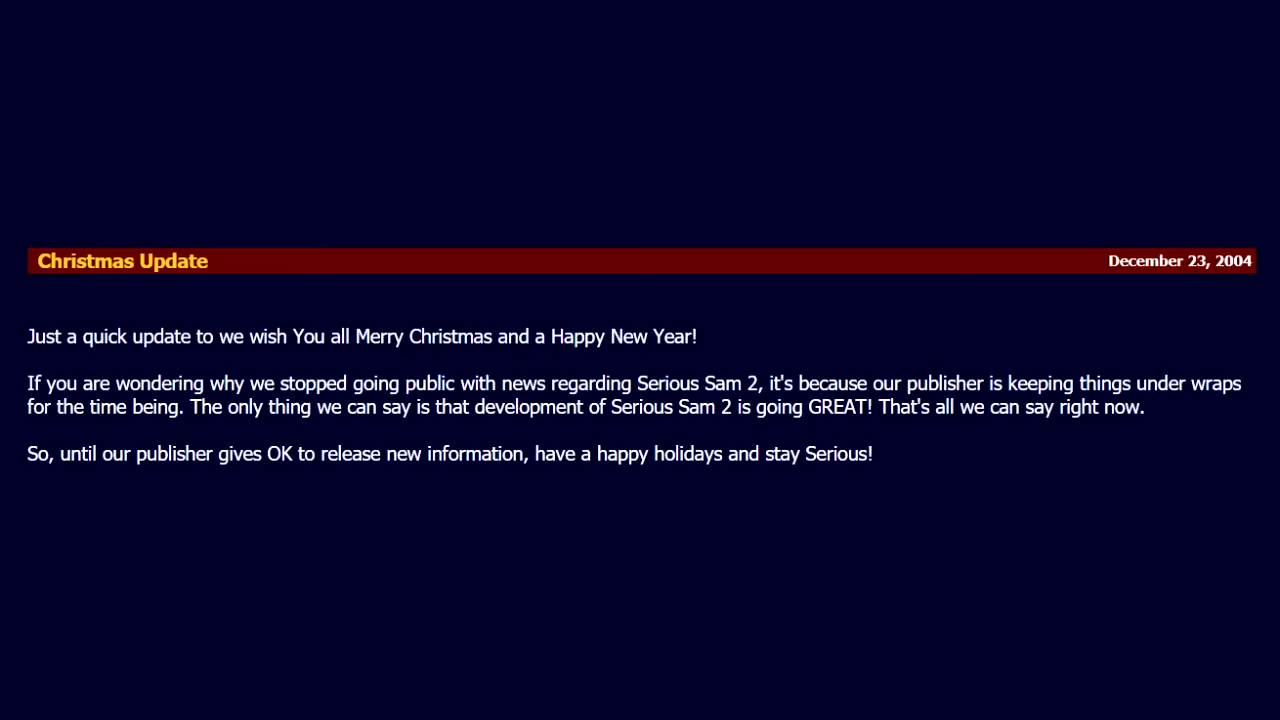 Christmas Update
December 23, 2004
Just a quick update to we wish You all Merry Christmas and a Happy New Year!
If you are wondering why we stopped going public with news regarding Serious Sam 2, it's because our publisher is keeping things under wraps
for the time being. The only thing we can say is that development of Serious Sam 2 is going GREAT! That's all we can say right now.
So, until our publisher gives OK to release new information, have a happy holidays and stay Serious!